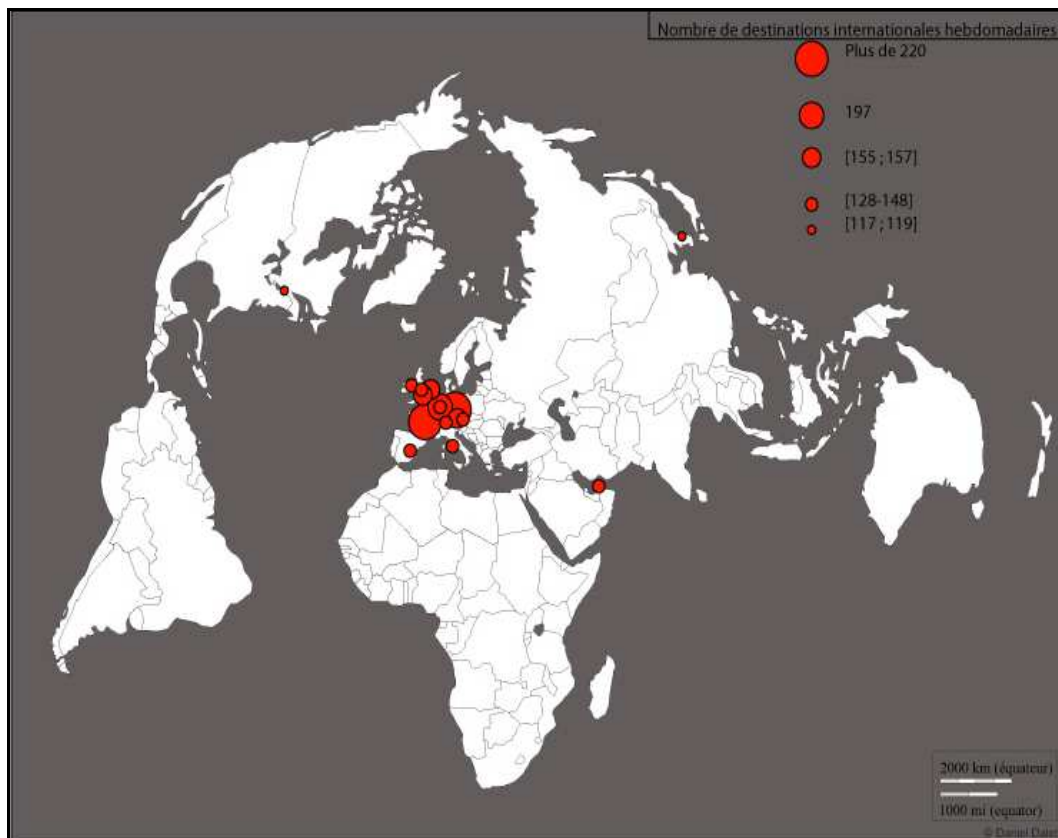 Nombre de destinations internationales hebdomadaires
Plus de 220
197
[155 ; 157]
[128-148]
[117 ; 119]
2000 km (équateur)
1000 mi (equator)
© Daniel